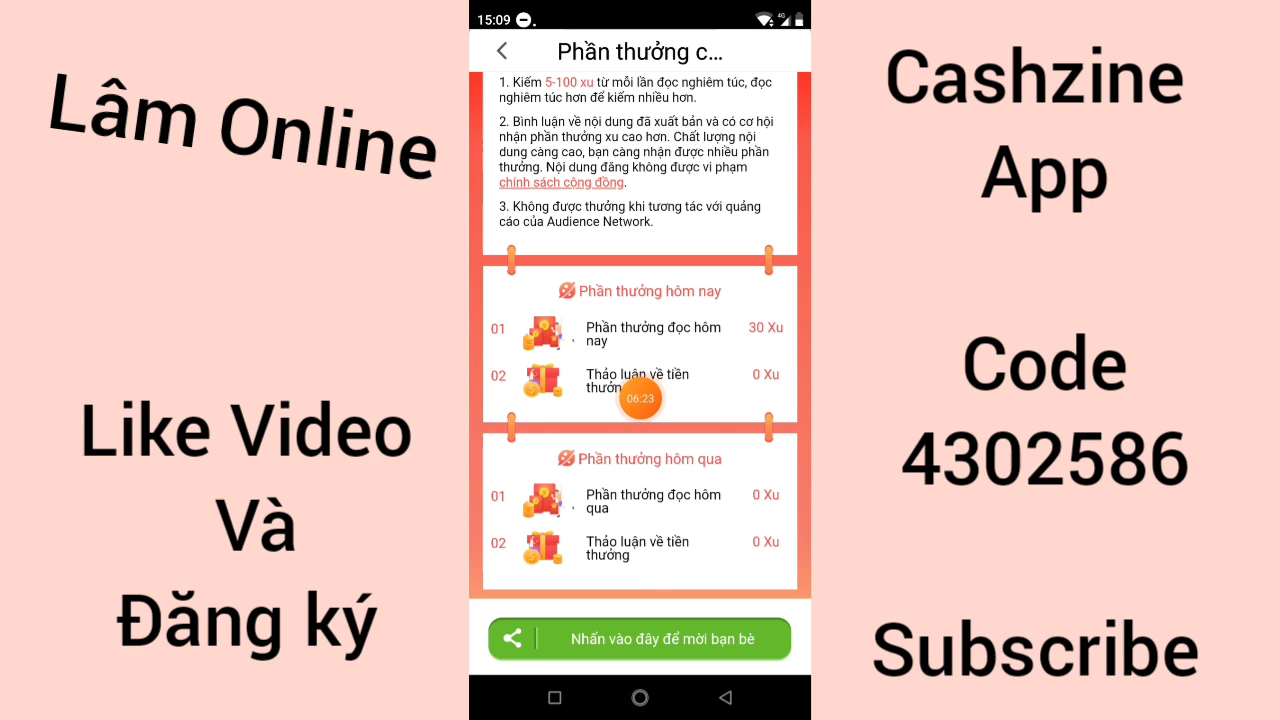 Lâm Online
Like Video
Và
Đăng ký
15:09
4G
Phần thưởng c...
1. Kiếm 5-100 xu từ mỗi lần đọc nghiêm túc, đọc
nghiêm túc hơn để kiếm nhiều hơn.
2. Bình luận về nội dung đã xuất bản và có cơ hội
nhận phần thưởng xu cao hơn. Chất lượng nội
dung càng cao, bạn càng nhận được nhiều phần
thưởng. Nội dung đăng không được vi phạm
chính sách cộng đồng.
3. Không được thưởng khi tương tác với quảng
cáo của Audience Network.
Phần thưởng hôm nay
01 Phần thưởng đọc hôm 30 Xu
nay
02 Thảo luận về tiền 0 Xu
thưởn
06:23
Phần thưởng hôm qua
01 Phần thưởng đọc hôm 0 Xu
qua
02 Thảo luận về tiền 0 Xu
thưởng
Nhấn vào đây để mời bạn bè
Cashzine
App
Code
4302586
Subscribe